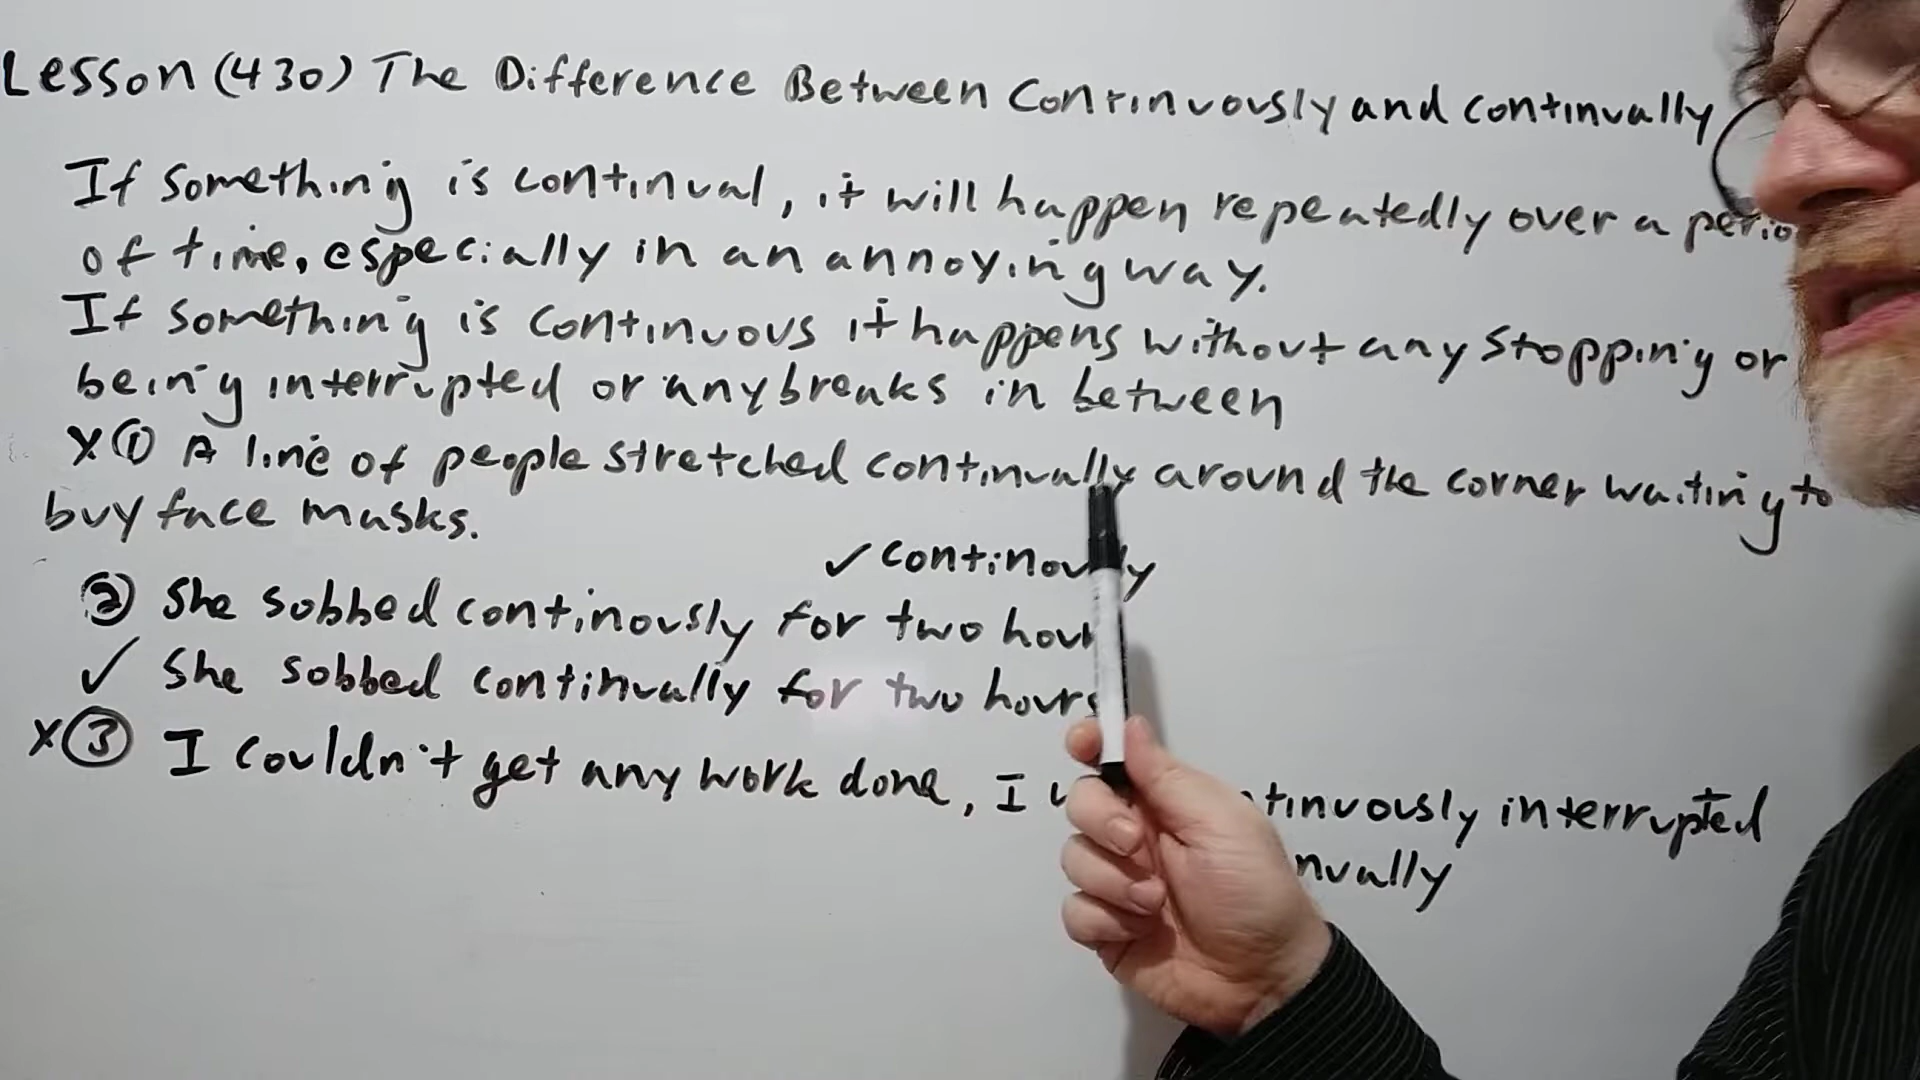 Lesson (430) The Difference Between Continuously and continually
If something is continual, it will happen repeatedly over a perio
of time, especially in an annoying way.
If something is continuous it happens without any stopping or
being interrupted or any breaks in between
X ① A line of people stretched continually around the corner waiting to
buy face masks.
✓ continously
② She sobbed continously for two hour
✓ She sobbed continually for two hours
X ③ I couldn't get any work done, I tinuously interrupted
nually